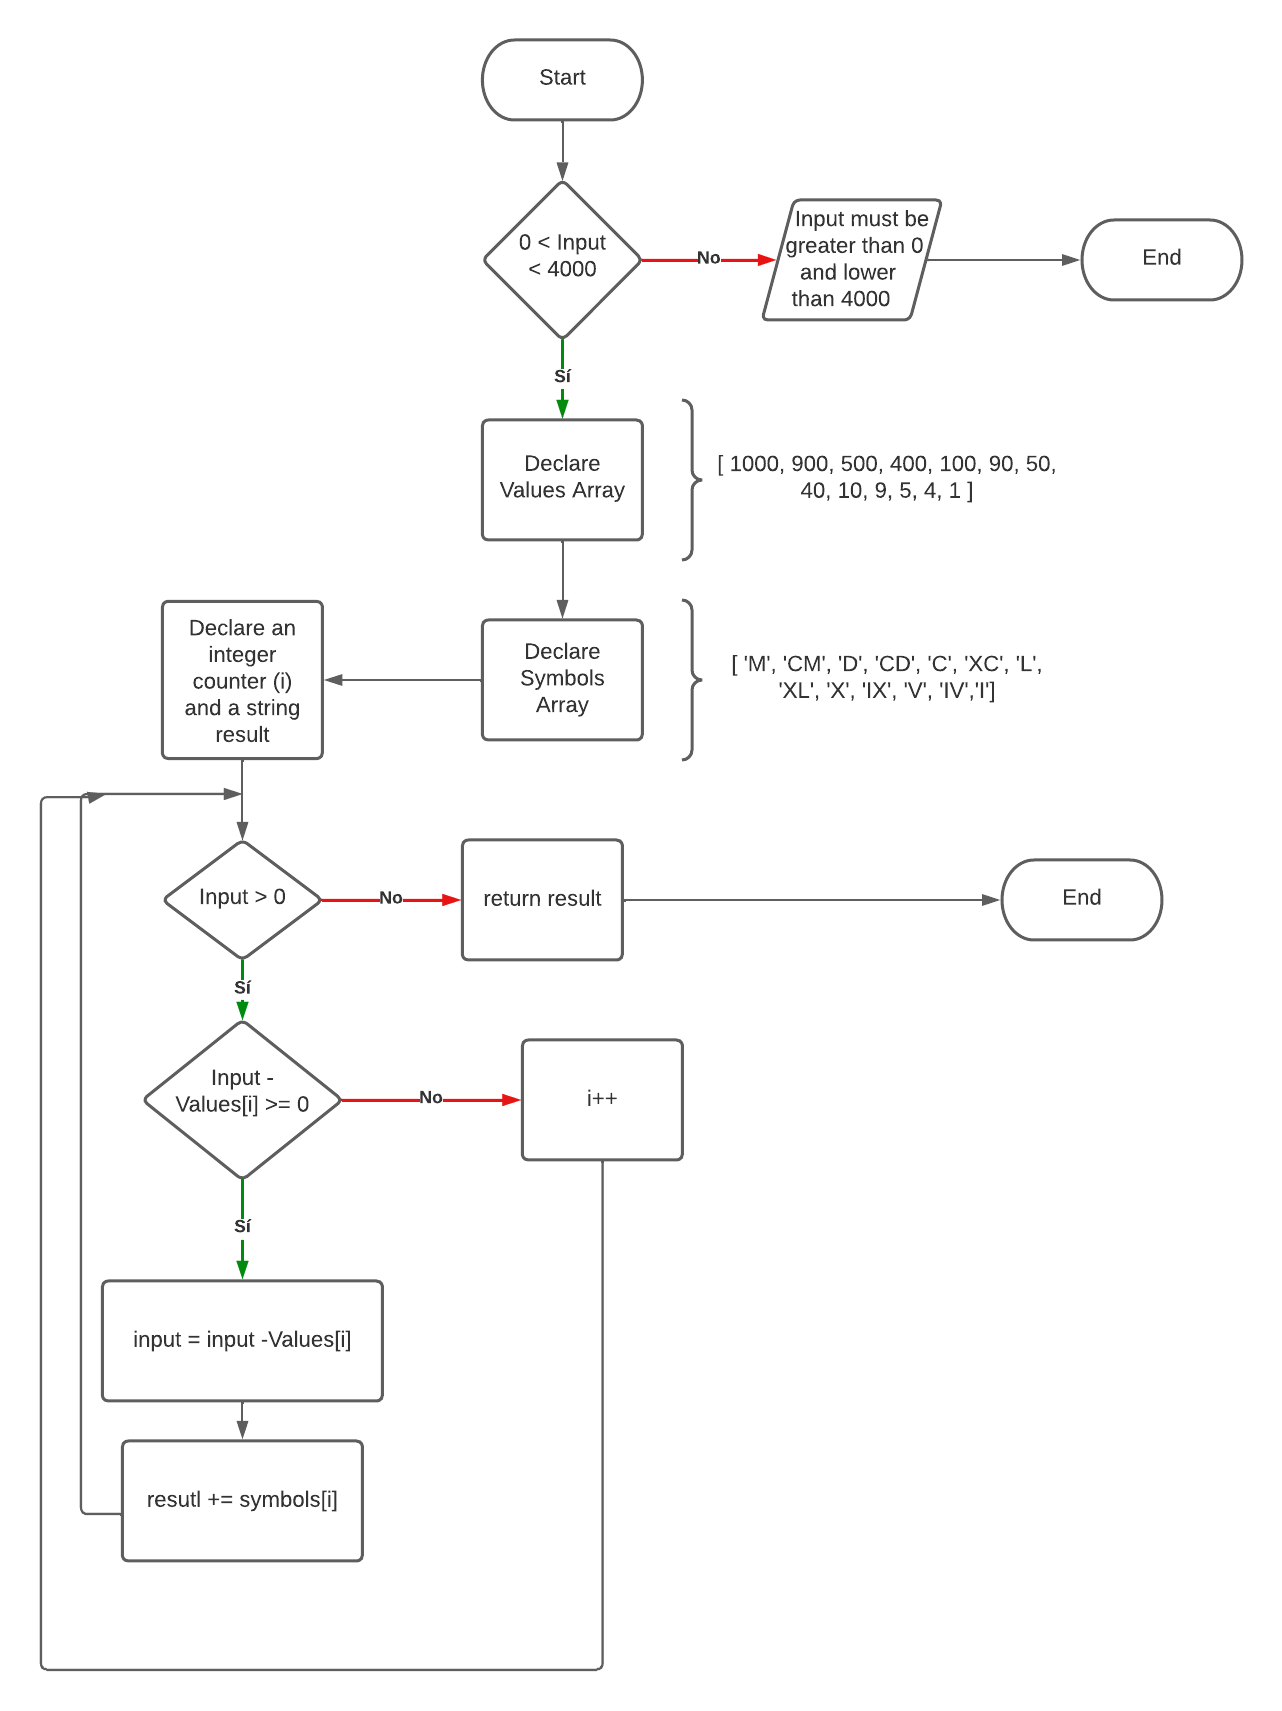 Start
0 < Input
< 4000
No
Input must be
greater than 0
and lower
than 4000
End
Sí
Declare
Values Array
[ 1000, 900, 500, 400, 100, 90, 50,
40, 10, 9, 5, 4, 1 ]
Declare
Symbols
Array
[ 'M', 'CM', 'D', 'CD', 'C', 'XC', 'L',
'XL', 'X', 'IX', 'V', 'IV','I']
Declare an
integer
counter (i)
and a string
result
Input > 0
No
return result
End
Sí
Input -
Values[i] >= 0
No
i++
Sí
input = input -Values[i]
resutl += symbols[i]